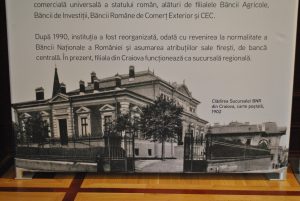 comercială universală a statului român, alături de filialele Băncii Agricole,
Băncii de Investiții, Băncii Române de Comerț Exterior și CEC.
După 1990, instituția a fost reorganizată, odată cu revenirea la normalitate a
Băncii Naționale a României și asumarea atribuțiilor sale firești, de bancă
centrală. În prezent, filiala din Craiova funcționează ca sucursală regională.
Clădirea Sucursalei BNR
din Craiova, carte poștală,
1902